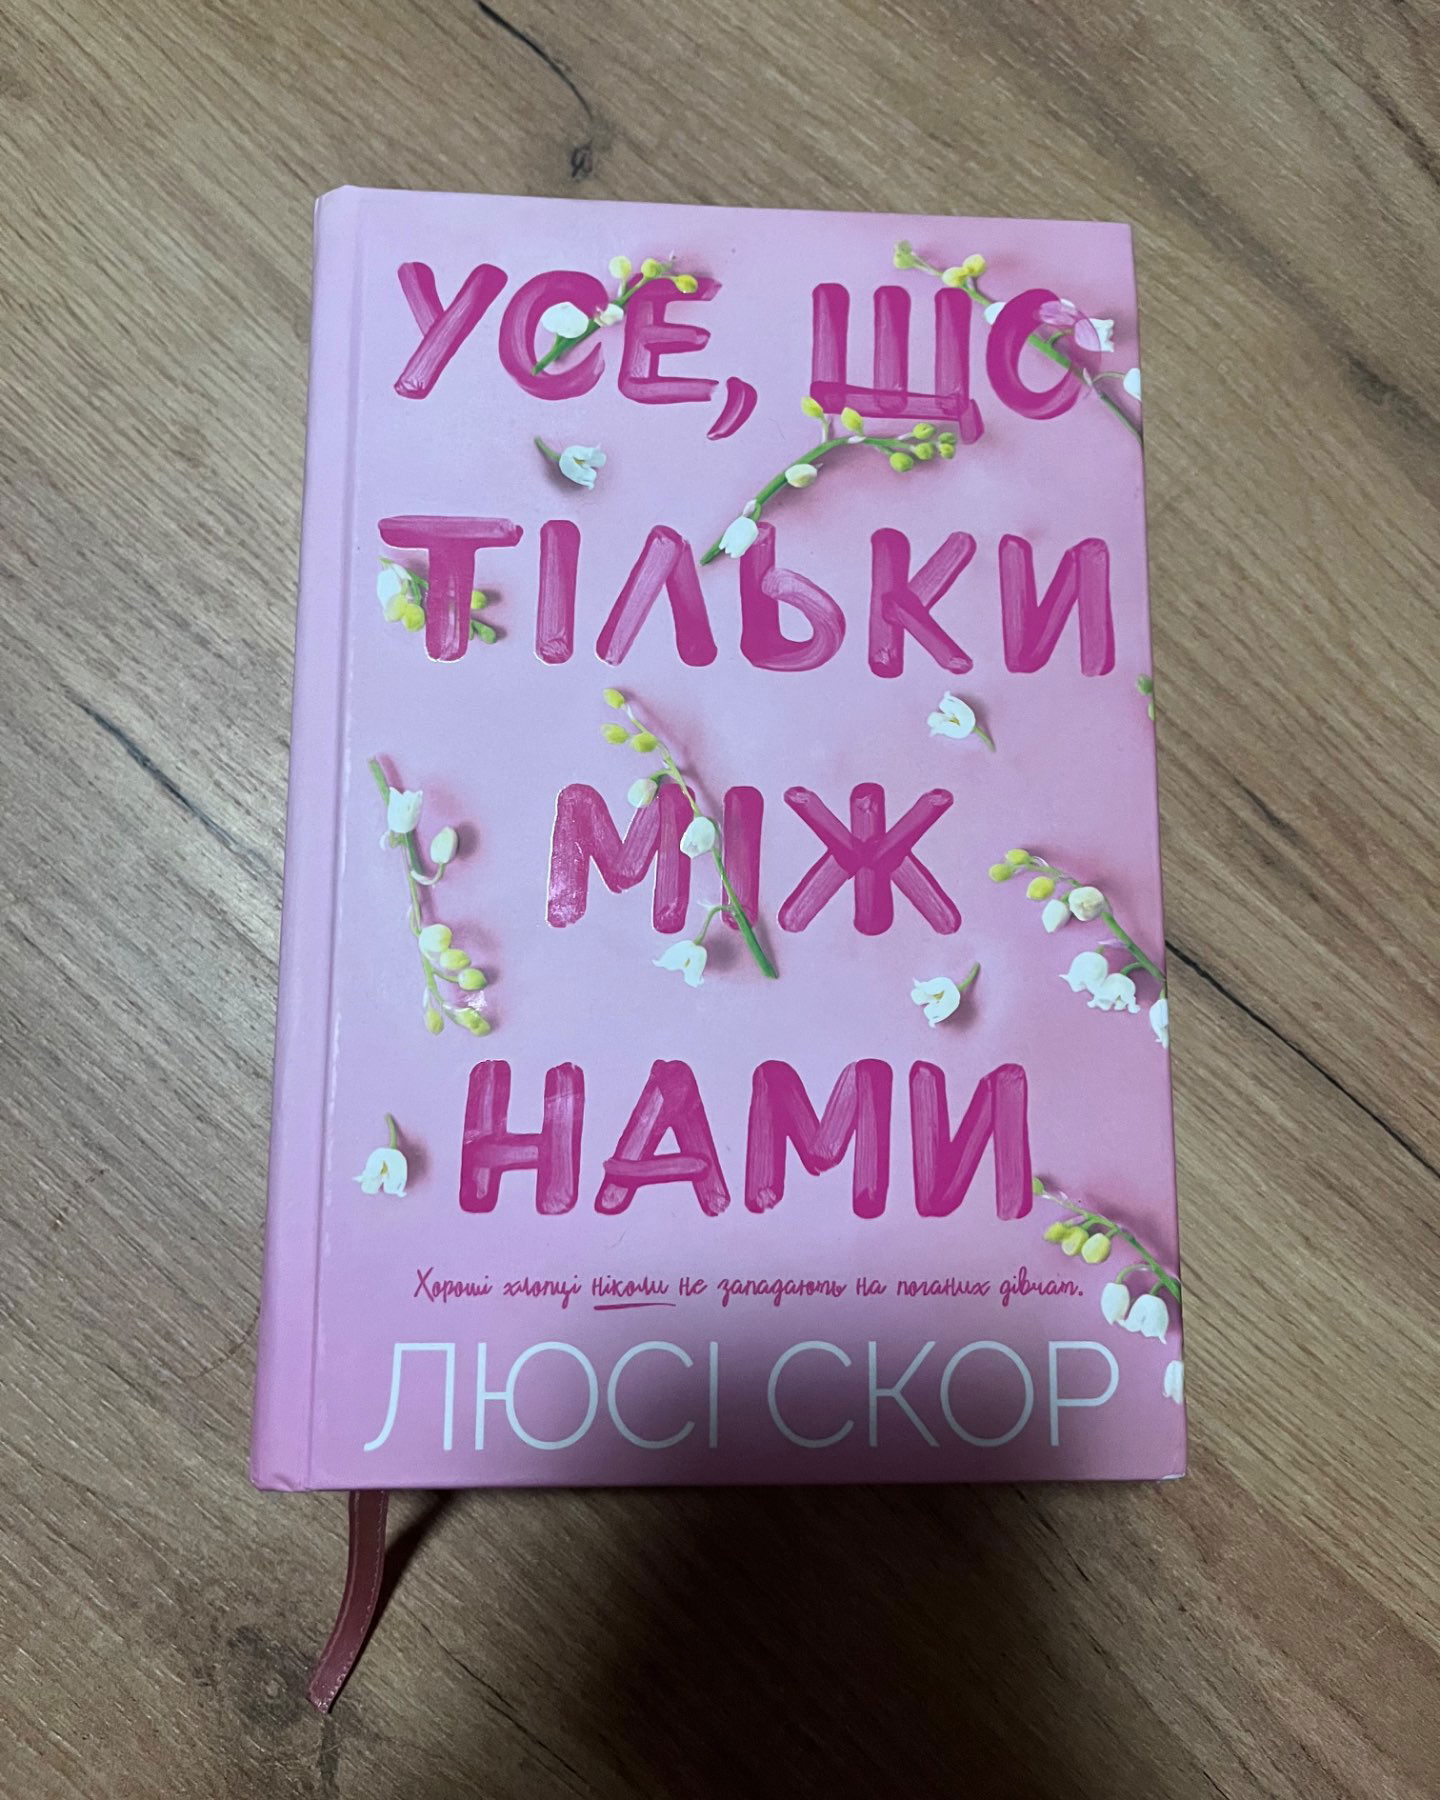 УСЕ, ЩО
ТІЛЬКИ
МІЖ
НАМИ
Хороші хлопці ніколи не западають на поганих дівчат.
ЛЮСІ СКОР